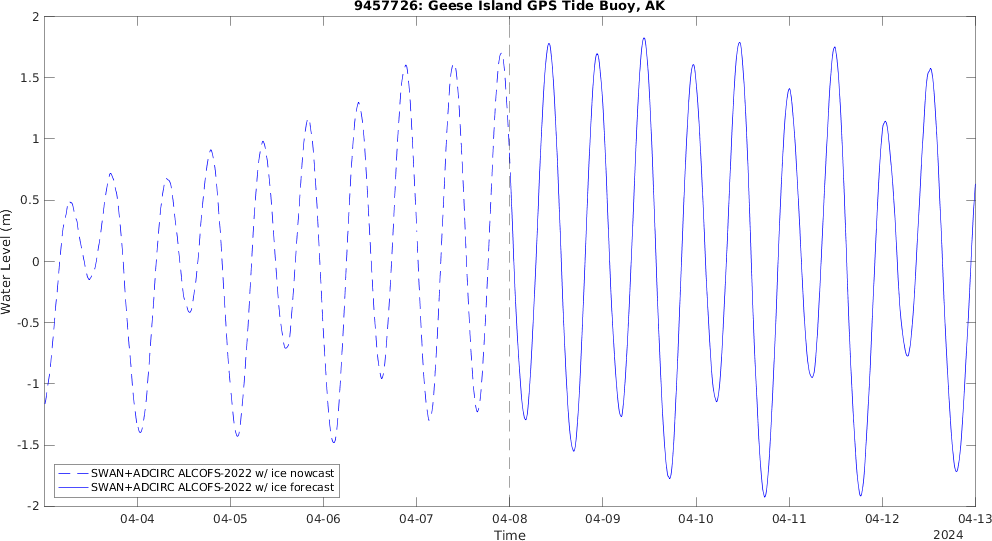 9457726: Geese Island GPS Tide Buoy, AK
2
1.5
1
0.5
0
-0.5
-1
-1.5
-2
Water Level (m)
SWAN+ADCIRC ALCOFS-2022 w/ ice nowcast
SWAN+ADCIRC ALCOFS-2022 w/ ice forecast
04-04 04-05 04-06 04-07 04-08 04-09 04-10 04-11 04-12 04-13
Time
2024